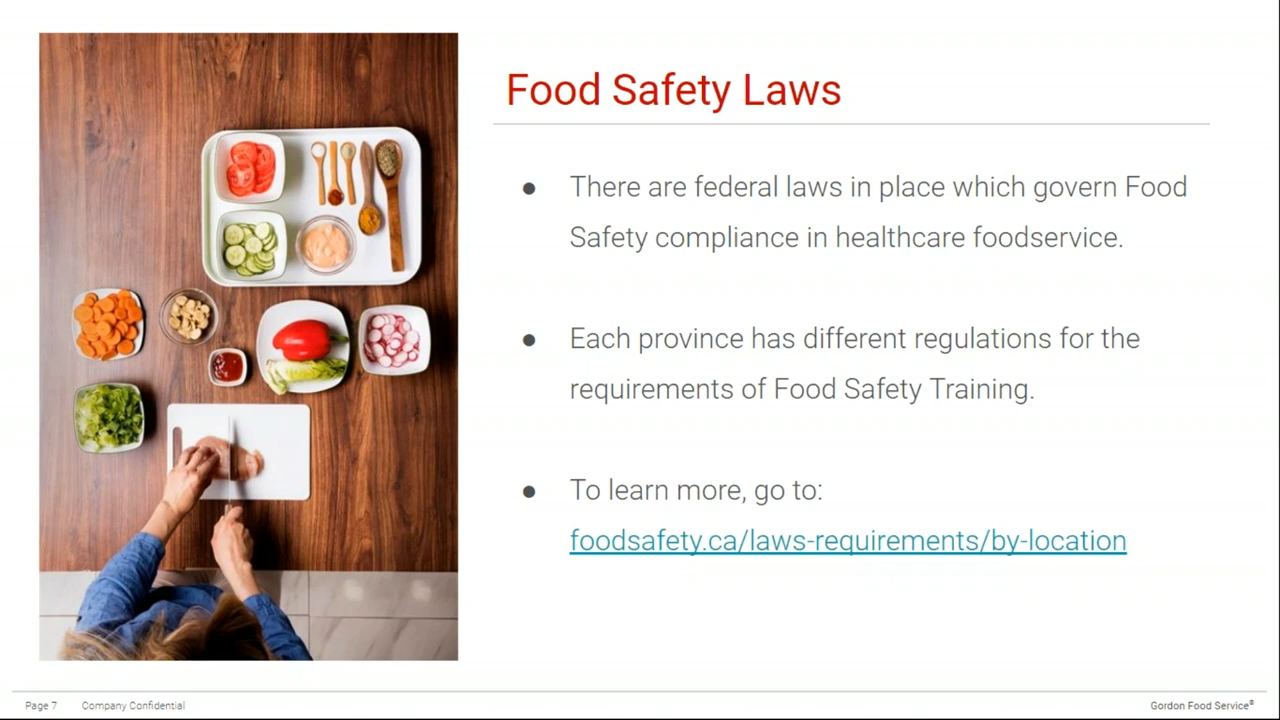 Food Safety Laws
● There are federal laws in place which govern Food
Safety compliance in healthcare foodservice.
● Each province has different regulations for the
requirements of Food Safety Training.
● To learn more, go to:
foodsafety.ca/laws-requirements/by-location
Page 7 Company Confidential
Gordon Food Service®